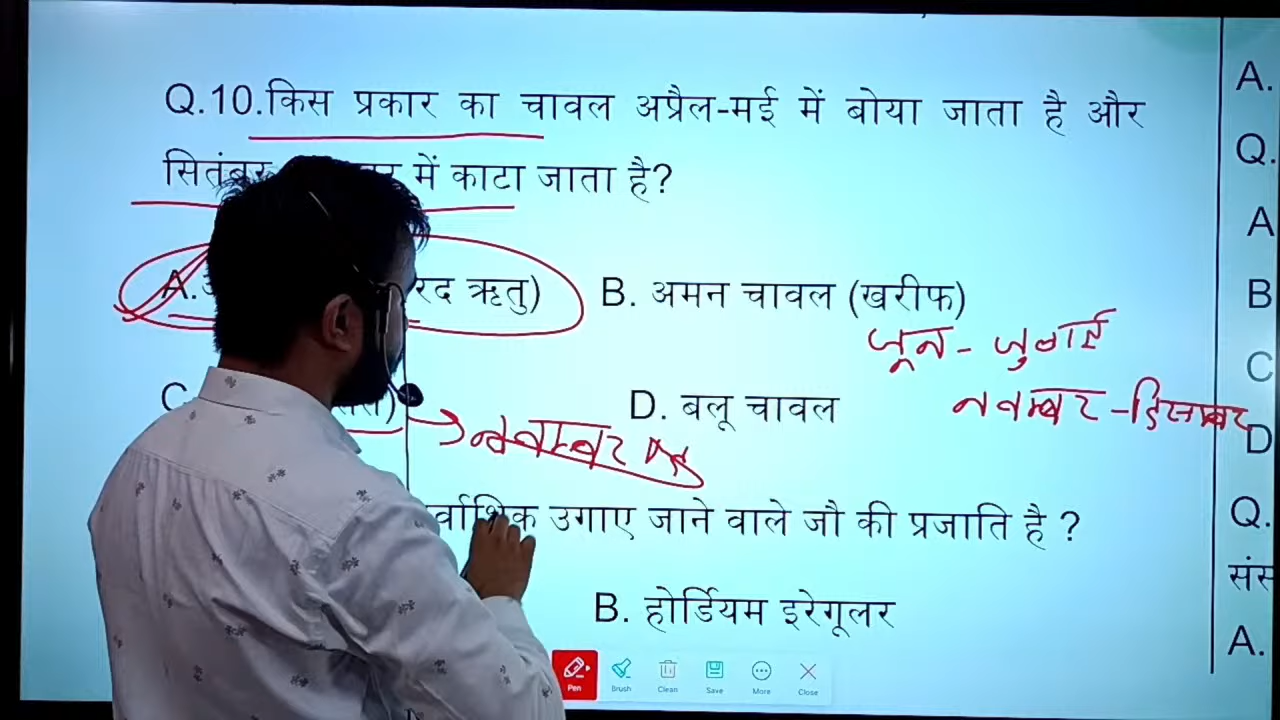 Q.10.किस प्रकार का चावल अप्रैल-मई में बोया जाता है और
सितंबर में काटा जाता है?
A. ऋतु)
B. अमन चावल (खरीफ)
जून - जुलाई
नवम्बर - दिसम्बर
C
D. बलू चावल
नवम्बर
उगाए जाने वाले जौ की प्रजाति है ?
B. होर्डियम इरेगूलर
A.
Q.
A
B
C
D
Q.
संस
A.
Pen
Brush
Clean
Save
More
Close